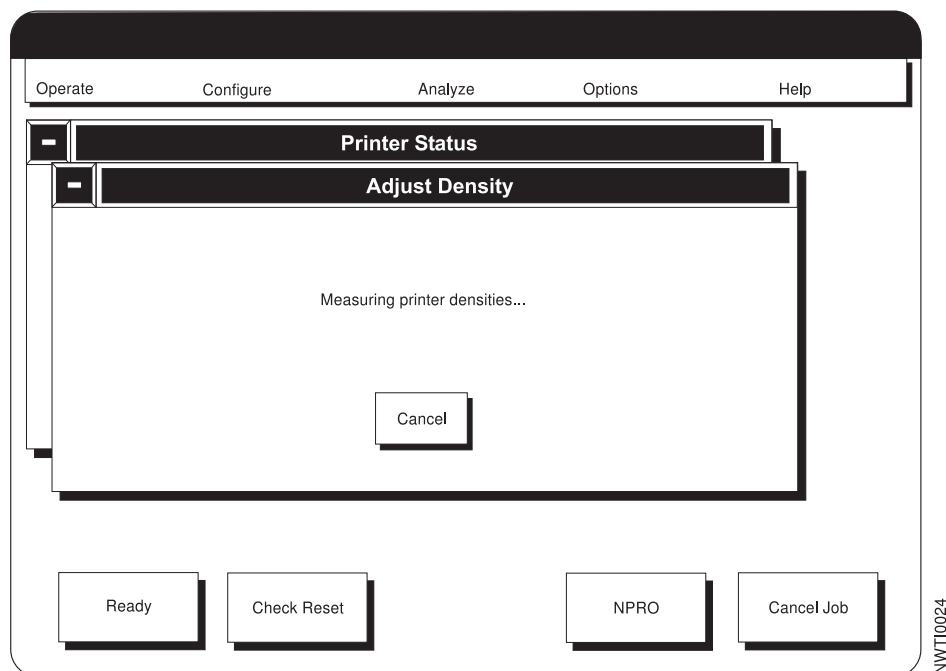 Operate Configure Analyze Options Help
Printer Status
Adjust Density
Measuring printer densities...
Cancel
Ready Check Reset NPRO Cancel Job
NWTI0024